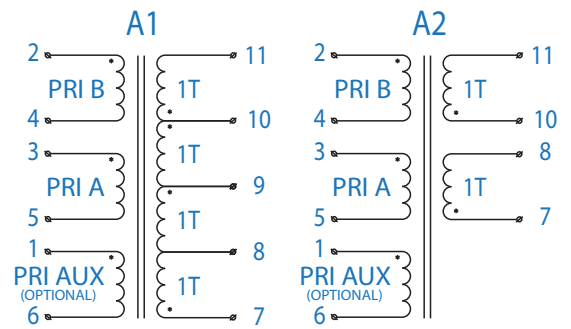 A1
A2
2
PRI B
4
3
PRI A
5
1
PRI AUX
(OPTIONAL)
6
11
1T
10
1T
9
1T
8
1T
7
2
PRI B
4
3
PRI A
5
1
PRI AUX
(OPTIONAL)
6
11
1T
10
8
1T
7